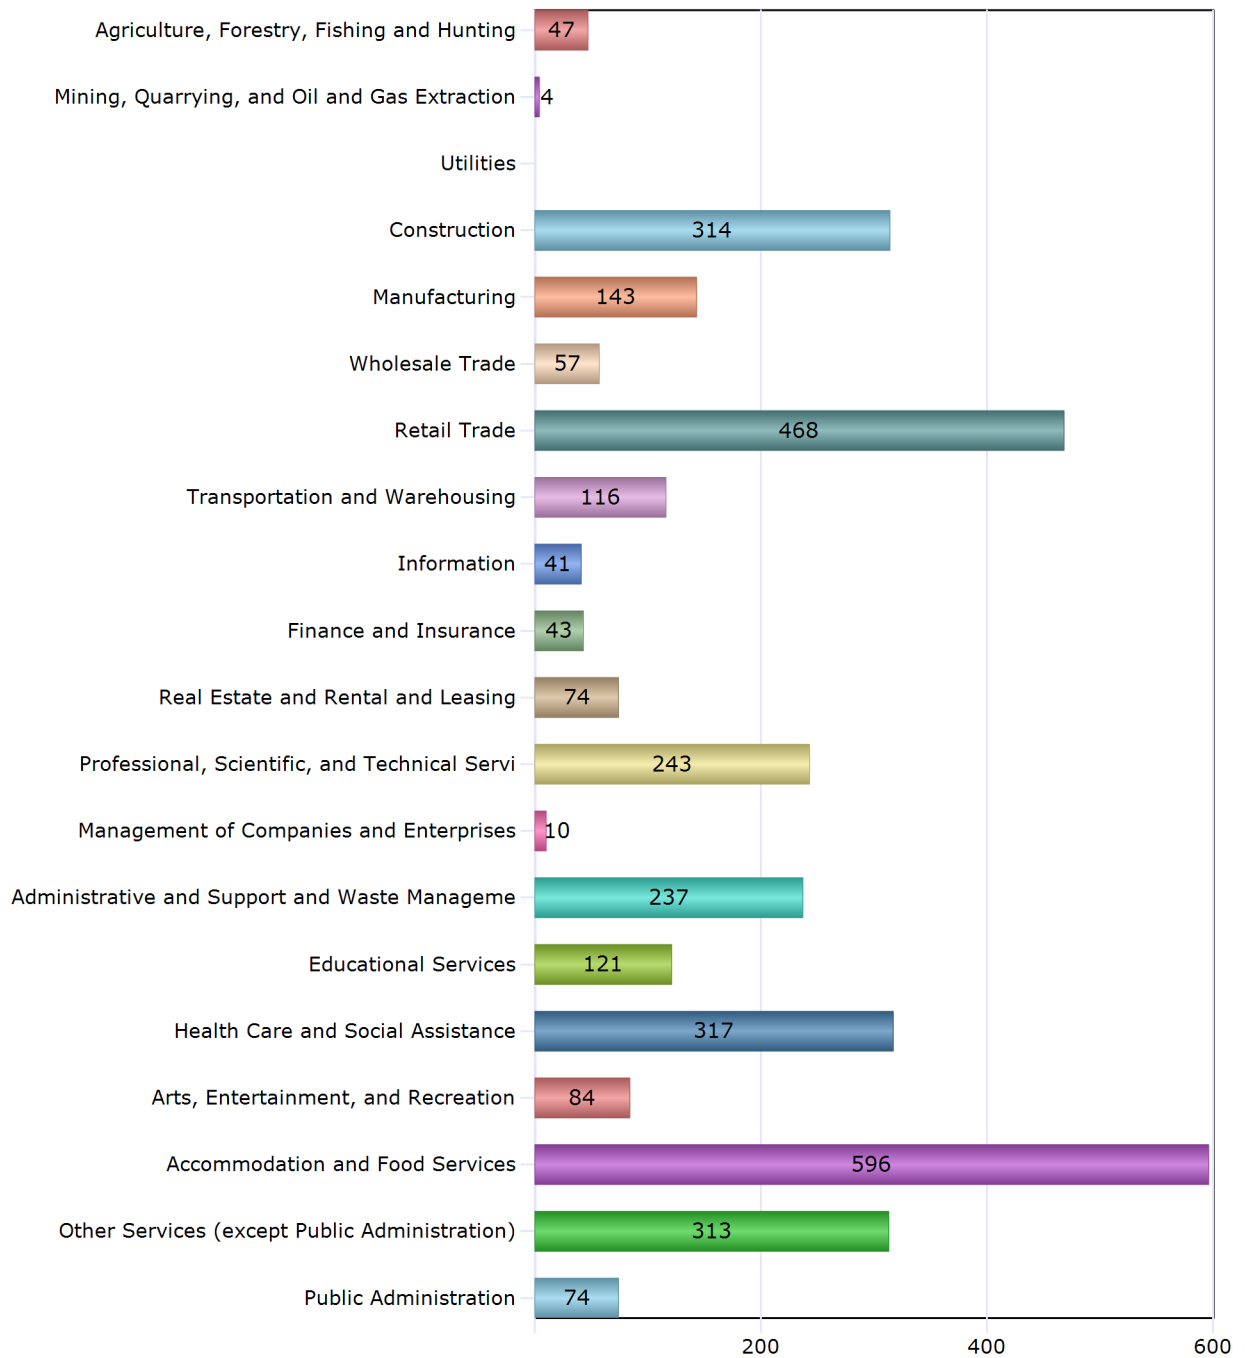 Agriculture, Forestry, Fishing and Hunting 47
Mining, Quarrying, and Oil and Gas Extraction 4
Utilities
Construction 314
Manufacturing 143
Wholesale Trade 57
Retail Trade 468
Transportation and Warehousing 116
Information 41
Finance and Insurance 43
Real Estate and Rental and Leasing 74
Professional, Scientific, and Technical Servi 243
Management of Companies and Enterprises 10
Administrative and Support and Waste Manageme 237
Educational Services 121
Health Care and Social Assistance 317
Arts, Entertainment, and Recreation 84
Accommodation and Food Services 596
Other Services (except Public Administration) 313
Public Administration 74
200 400 600